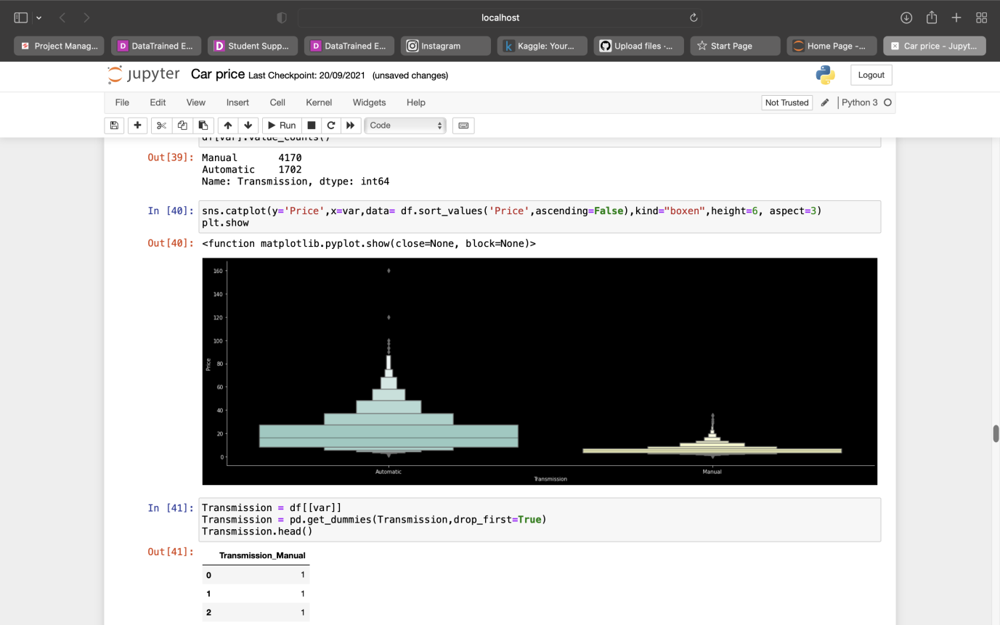 localhost
Project Manag...
DataTrained E...
Student Supp...
DataTrained E...
Instagram
Kaggle: Your...
Upload files ·...
Start Page
Home Page -...
Car price - Jupyt...
jupyter Car price Last Checkpoint: 20/09/2021 (unsaved changes)
Logout
File Edit View Insert Cell Kernel Widgets Help
Not Trusted
Python 3
Run
Code
df[var].value_counts()
Out[39]: Manual 4170
Automatic 1702
Name: Transmission, dtype: int64
In [40]: sns.catplot(y='Price',x=var,data= df.sort_values('Price',ascending=False),kind="boxen",height=6, aspect=3)
plt.show
Out[40]: <function matplotlib.pyplot.show(close=None, block=None)>
160
140
120
100
80
60
40
20
0
Price
Automatic
Manual
Transmission
In [41]: Transmission = df[[var]]
Transmission = pd.get_dummies(Transmission,drop_first=True)
Transmission.head()
Out[41]:
Transmission_Manual
0 1
1 1
2 1